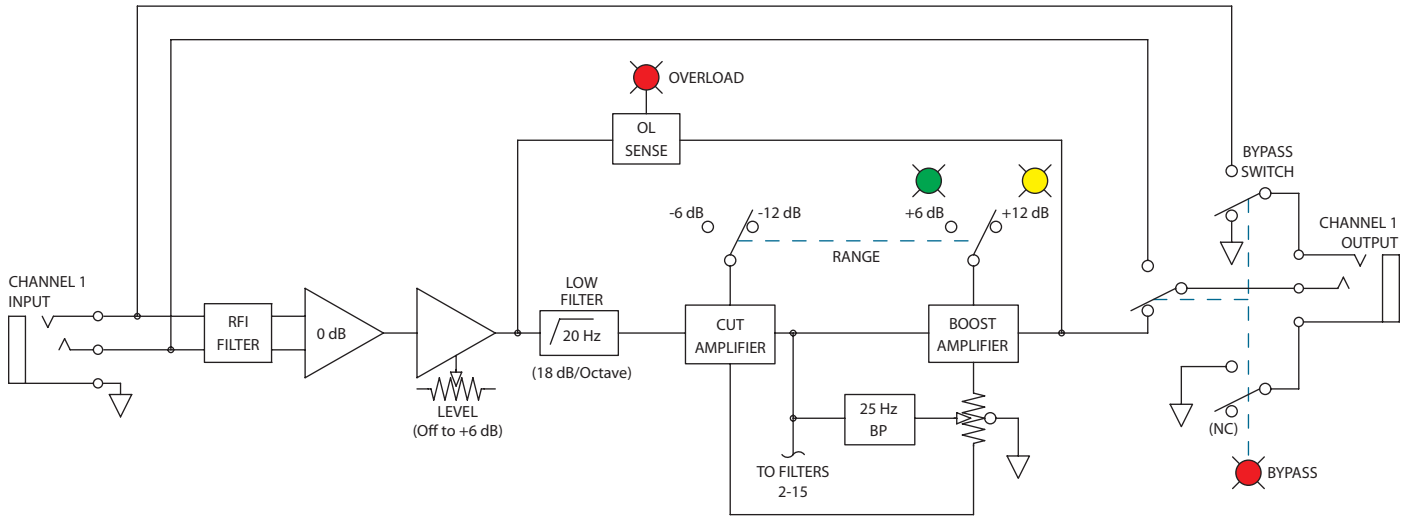 OVERLOAD
OL
SENSE
BYPASS
SWITCH
-6 dB
-12 dB
+6 dB
+12 dB
RANGE
CHANNEL 1
OUTPUT
CHANNEL 1
INPUT
RFI
FILTER
0 dB
LEVEL
(Off to +6 dB)
LOW
FILTER
20 Hz
(18 dB/Octave)
CUT
AMPLIFIER
BOOST
AMPLIFIER
25 Hz
BP
TO FILTERS
2-15
(NC)
BYPASS